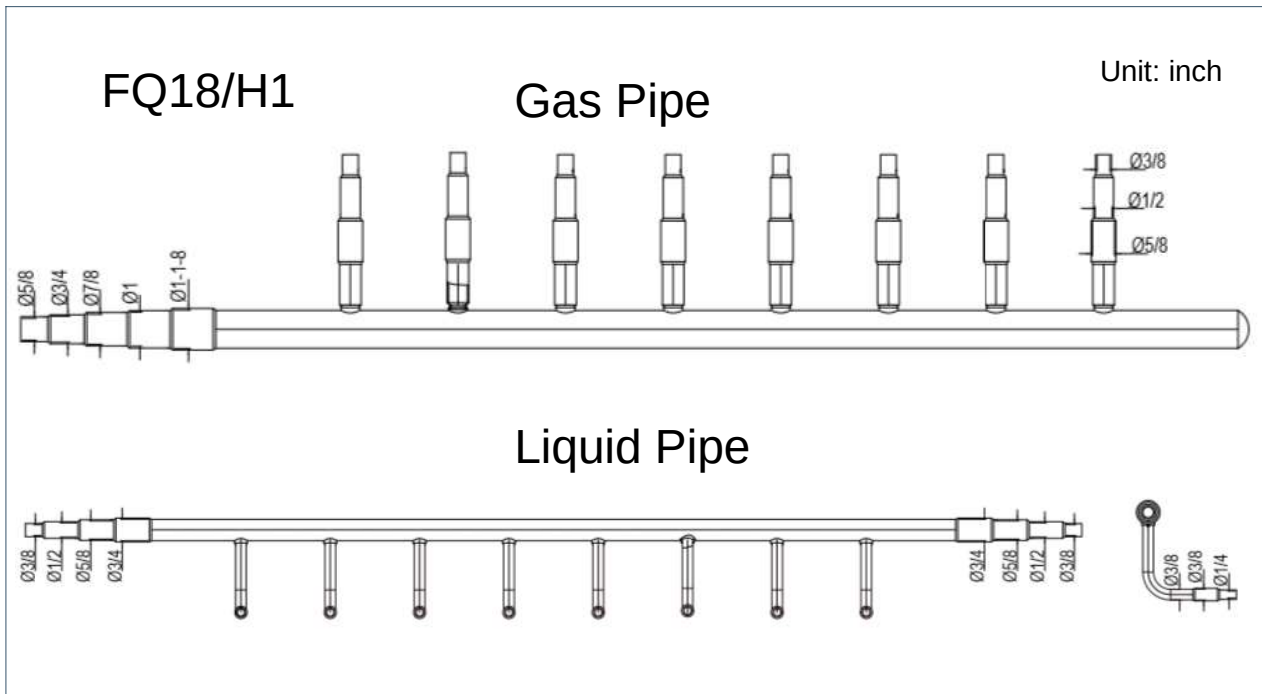 FQ18/H1
Gas Pipe
Unit: inch
Ø3/8
Ø1/2
Ø5/8
Ø5/8
Ø3/4
Ø7/8
Ø1
Ø1-1-8
Liquid Pipe
Ø3/8
Ø1/2
Ø5/8
Ø3/4
Ø3/4
Ø5/8
Ø1/2
Ø3/8
Ø3/8
Ø3/8
Ø1/4